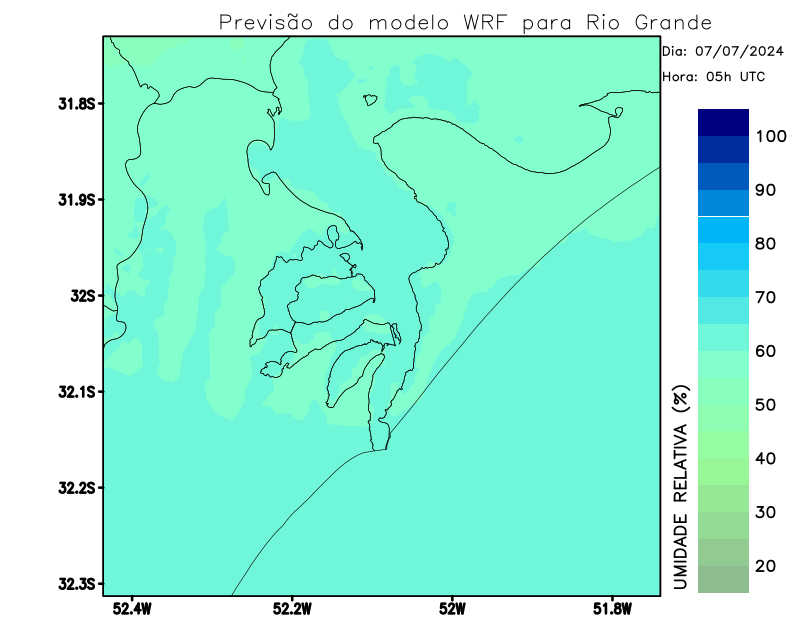 Previsão do modelo WRF para Rio Grande
Dia: 07/07/2024
Hora: 05h UTC
31.8S
31.9S
32S
32.1S
32.2S
32.3S
52.4W
52.2W
52W
51.8W
100
90
80
70
60
50
40
30
20
UMIDADE RELATIVA (%)